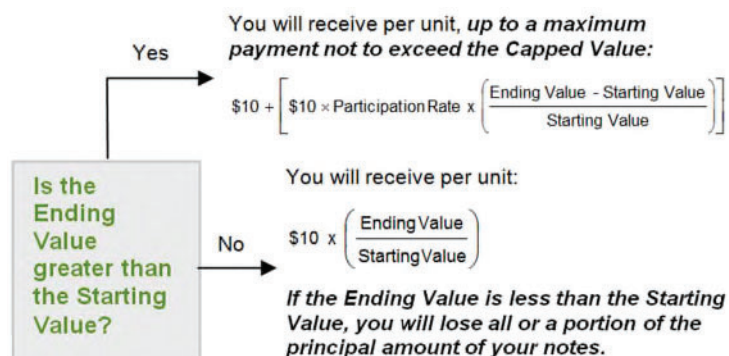 You will receive per unit, up to a maximum
payment not to exceed the Capped Value:
Yes
$10 + [ $10 × Participation Rate x ( Ending Value - Starting Value / Starting Value ) ]
Is the
Ending
Value
greater than
the Starting
Value?
You will receive per unit:
No
$10 x ( Ending Value / Starting Value )
If the Ending Value is less than the Starting
Value, you will lose all or a portion of the
principal amount of your notes.